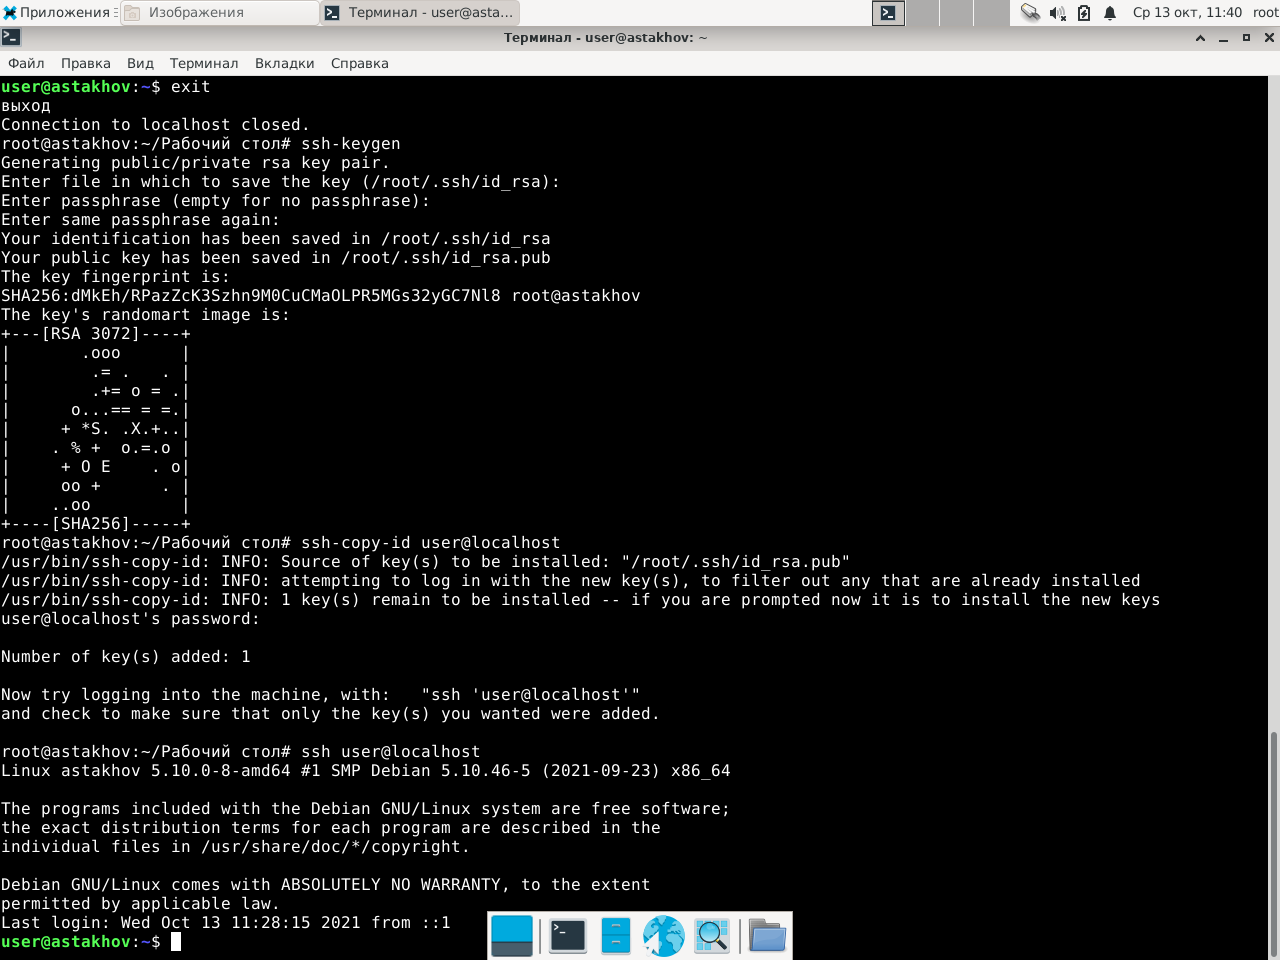 Приложения Изображения Терминал - user@asta... Ср 13 окт, 11:40 root
Терминал - user@astakhov: ~
Файл Правка Вид Терминал Вкладки Справка
user@astakhov:~$ exit
выход
Connection to localhost closed.
root@astakhov:~/Рабочий стол# ssh-keygen
Generating public/private rsa key pair.
Enter file in which to save the key (/root/.ssh/id_rsa):
Enter passphrase (empty for no passphrase):
Enter same passphrase again:
Your identification has been saved in /root/.ssh/id_rsa
Your public key has been saved in /root/.ssh/id_rsa.pub
The key fingerprint is:
SHA256:dMkEh/RPazZcK3Szhn9M0CuCMaOLPR5MGs32yGC7Nl8 root@astakhov
The key's randomart image is:
+---[RSA 3072]----+
|       .ooo      |
|        .= .   . |
|        .+= o = .|
|      o...== = =.|
|     + *S. .X.+..|
|    . % +  o.=.o |
|     + O E    . o|
|     oo +      . |
|    ..oo         |
+----[SHA256]-----+
root@astakhov:~/Рабочий стол# ssh-copy-id user@localhost
/usr/bin/ssh-copy-id: INFO: Source of key(s) to be installed: "/root/.ssh/id_rsa.pub"
/usr/bin/ssh-copy-id: INFO: attempting to log in with the new key(s), to filter out any that are already installed
/usr/bin/ssh-copy-id: INFO: 1 key(s) remain to be installed -- if you are prompted now it is to install the new keys
user@localhost's password:
Number of key(s) added: 1
Now try logging into the machine, with:   "ssh 'user@localhost'"
and check to make sure that only the key(s) you wanted were added.
root@astakhov:~/Рабочий стол# ssh user@localhost
Linux astakhov 5.10.0-8-amd64 #1 SMP Debian 5.10.46-5 (2021-09-23) x86_64
The programs included with the Debian GNU/Linux system are free software;
the exact distribution terms for each program are described in the
individual files in /usr/share/doc/*/copyright.
Debian GNU/Linux comes with ABSOLUTELY NO WARRANTY, to the extent
permitted by applicable law.
Last login: Wed Oct 13 11:28:15 2021 from ::1
user@astakhov:~$